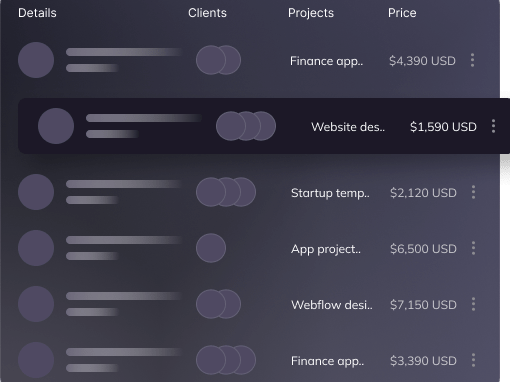 Details Clients Projects Price
Finance app.. $4,390 USD
Website des.. $1,590 USD
Startup temp.. $2,120 USD
App project.. $6,500 USD
Webflow desi.. $7,150 USD
Finance app.. $3,390 USD